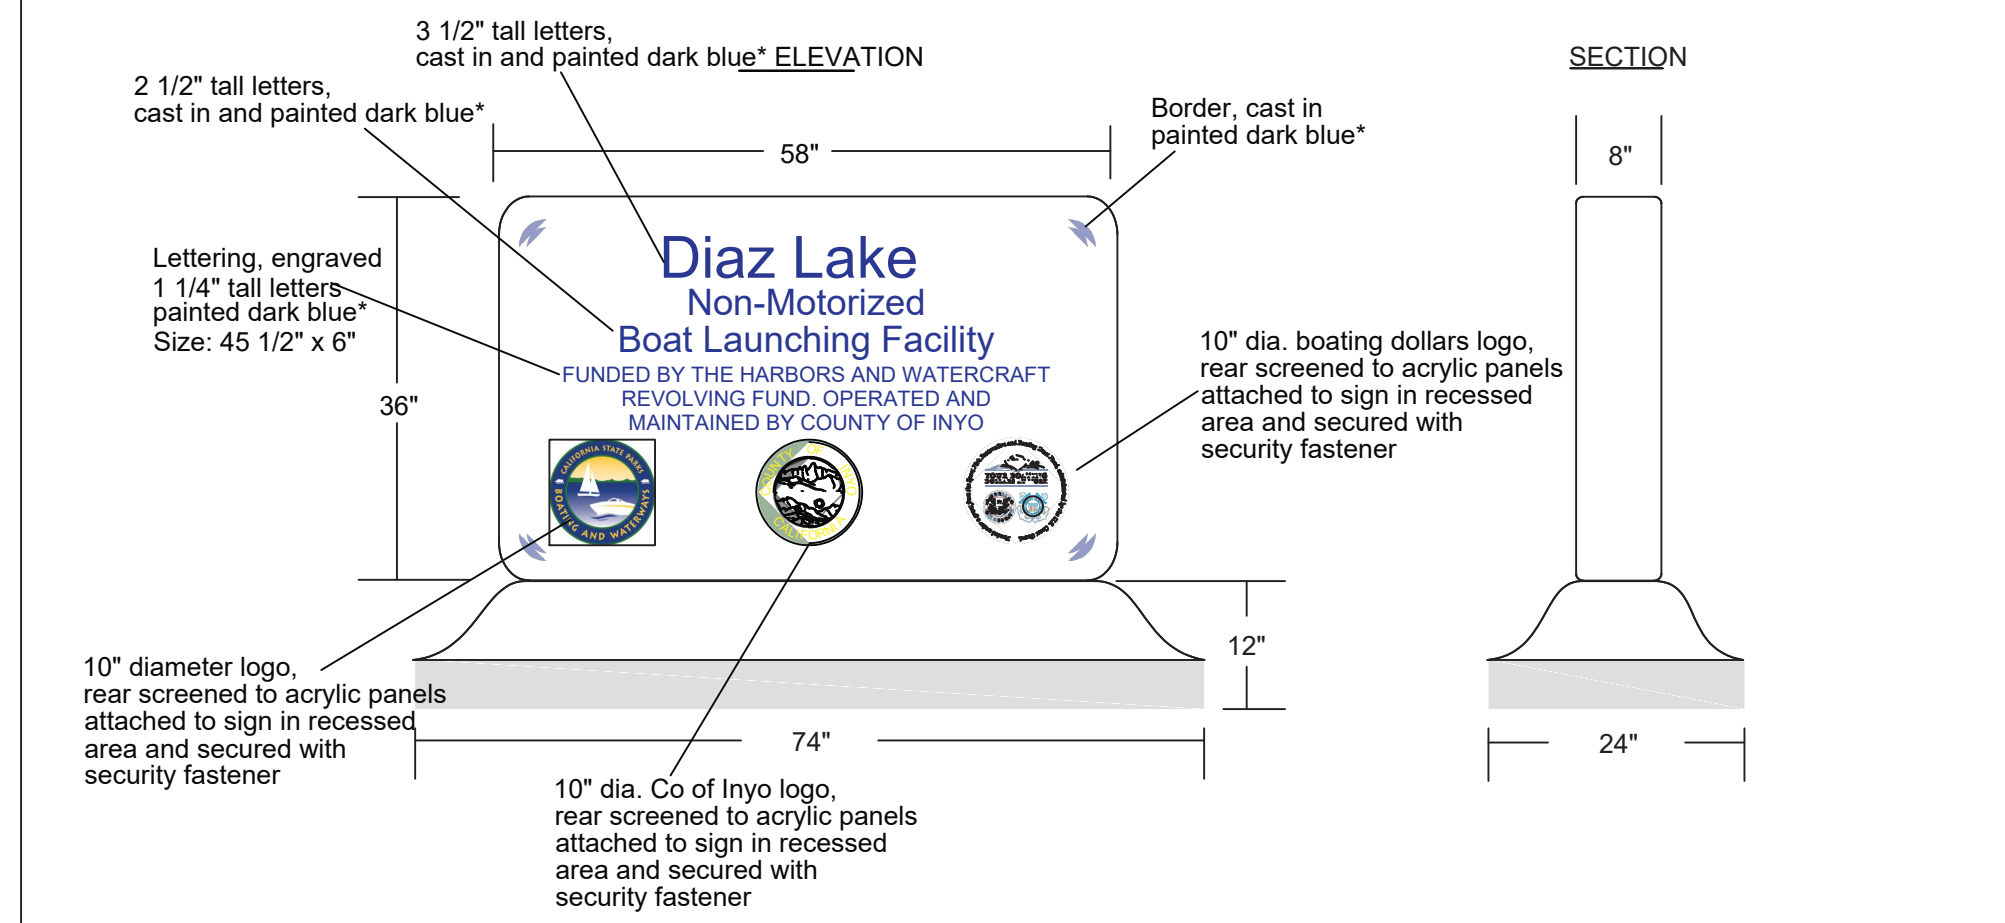 3 1/2" tall letters,
cast in and painted dark blue* ELEVATION
SECTION
2 1/2" tall letters,
cast in and painted dark blue*
Border, cast in
painted dark blue*
58"
8"
Lettering, engraved
1 1/4" tall letters
painted dark blue*
Size: 45 1/2" x 6"
36"
Diaz Lake
Non-Motorized
Boat Launching Facility
FUNDED BY THE HARBORS AND WATERCRAFT
REVOLVING FUND. OPERATED AND
MAINTAINED BY COUNTY OF INYO
10" dia. boating dollars logo,
rear screened to acrylic panels
attached to sign in recessed
area and secured with
security fastener
CALIFORNIA STATE PARKS
BOATING AND WATERWAYS
COUNTY OF INYO
CALIFORNIA
12"
10" diameter logo,
rear screened to acrylic panels
attached to sign in recessed
area and secured with
security fastener
74"
24"
10" dia. Co of Inyo logo,
rear screened to acrylic panels
attached to sign in recessed
area and secured with
security fastener